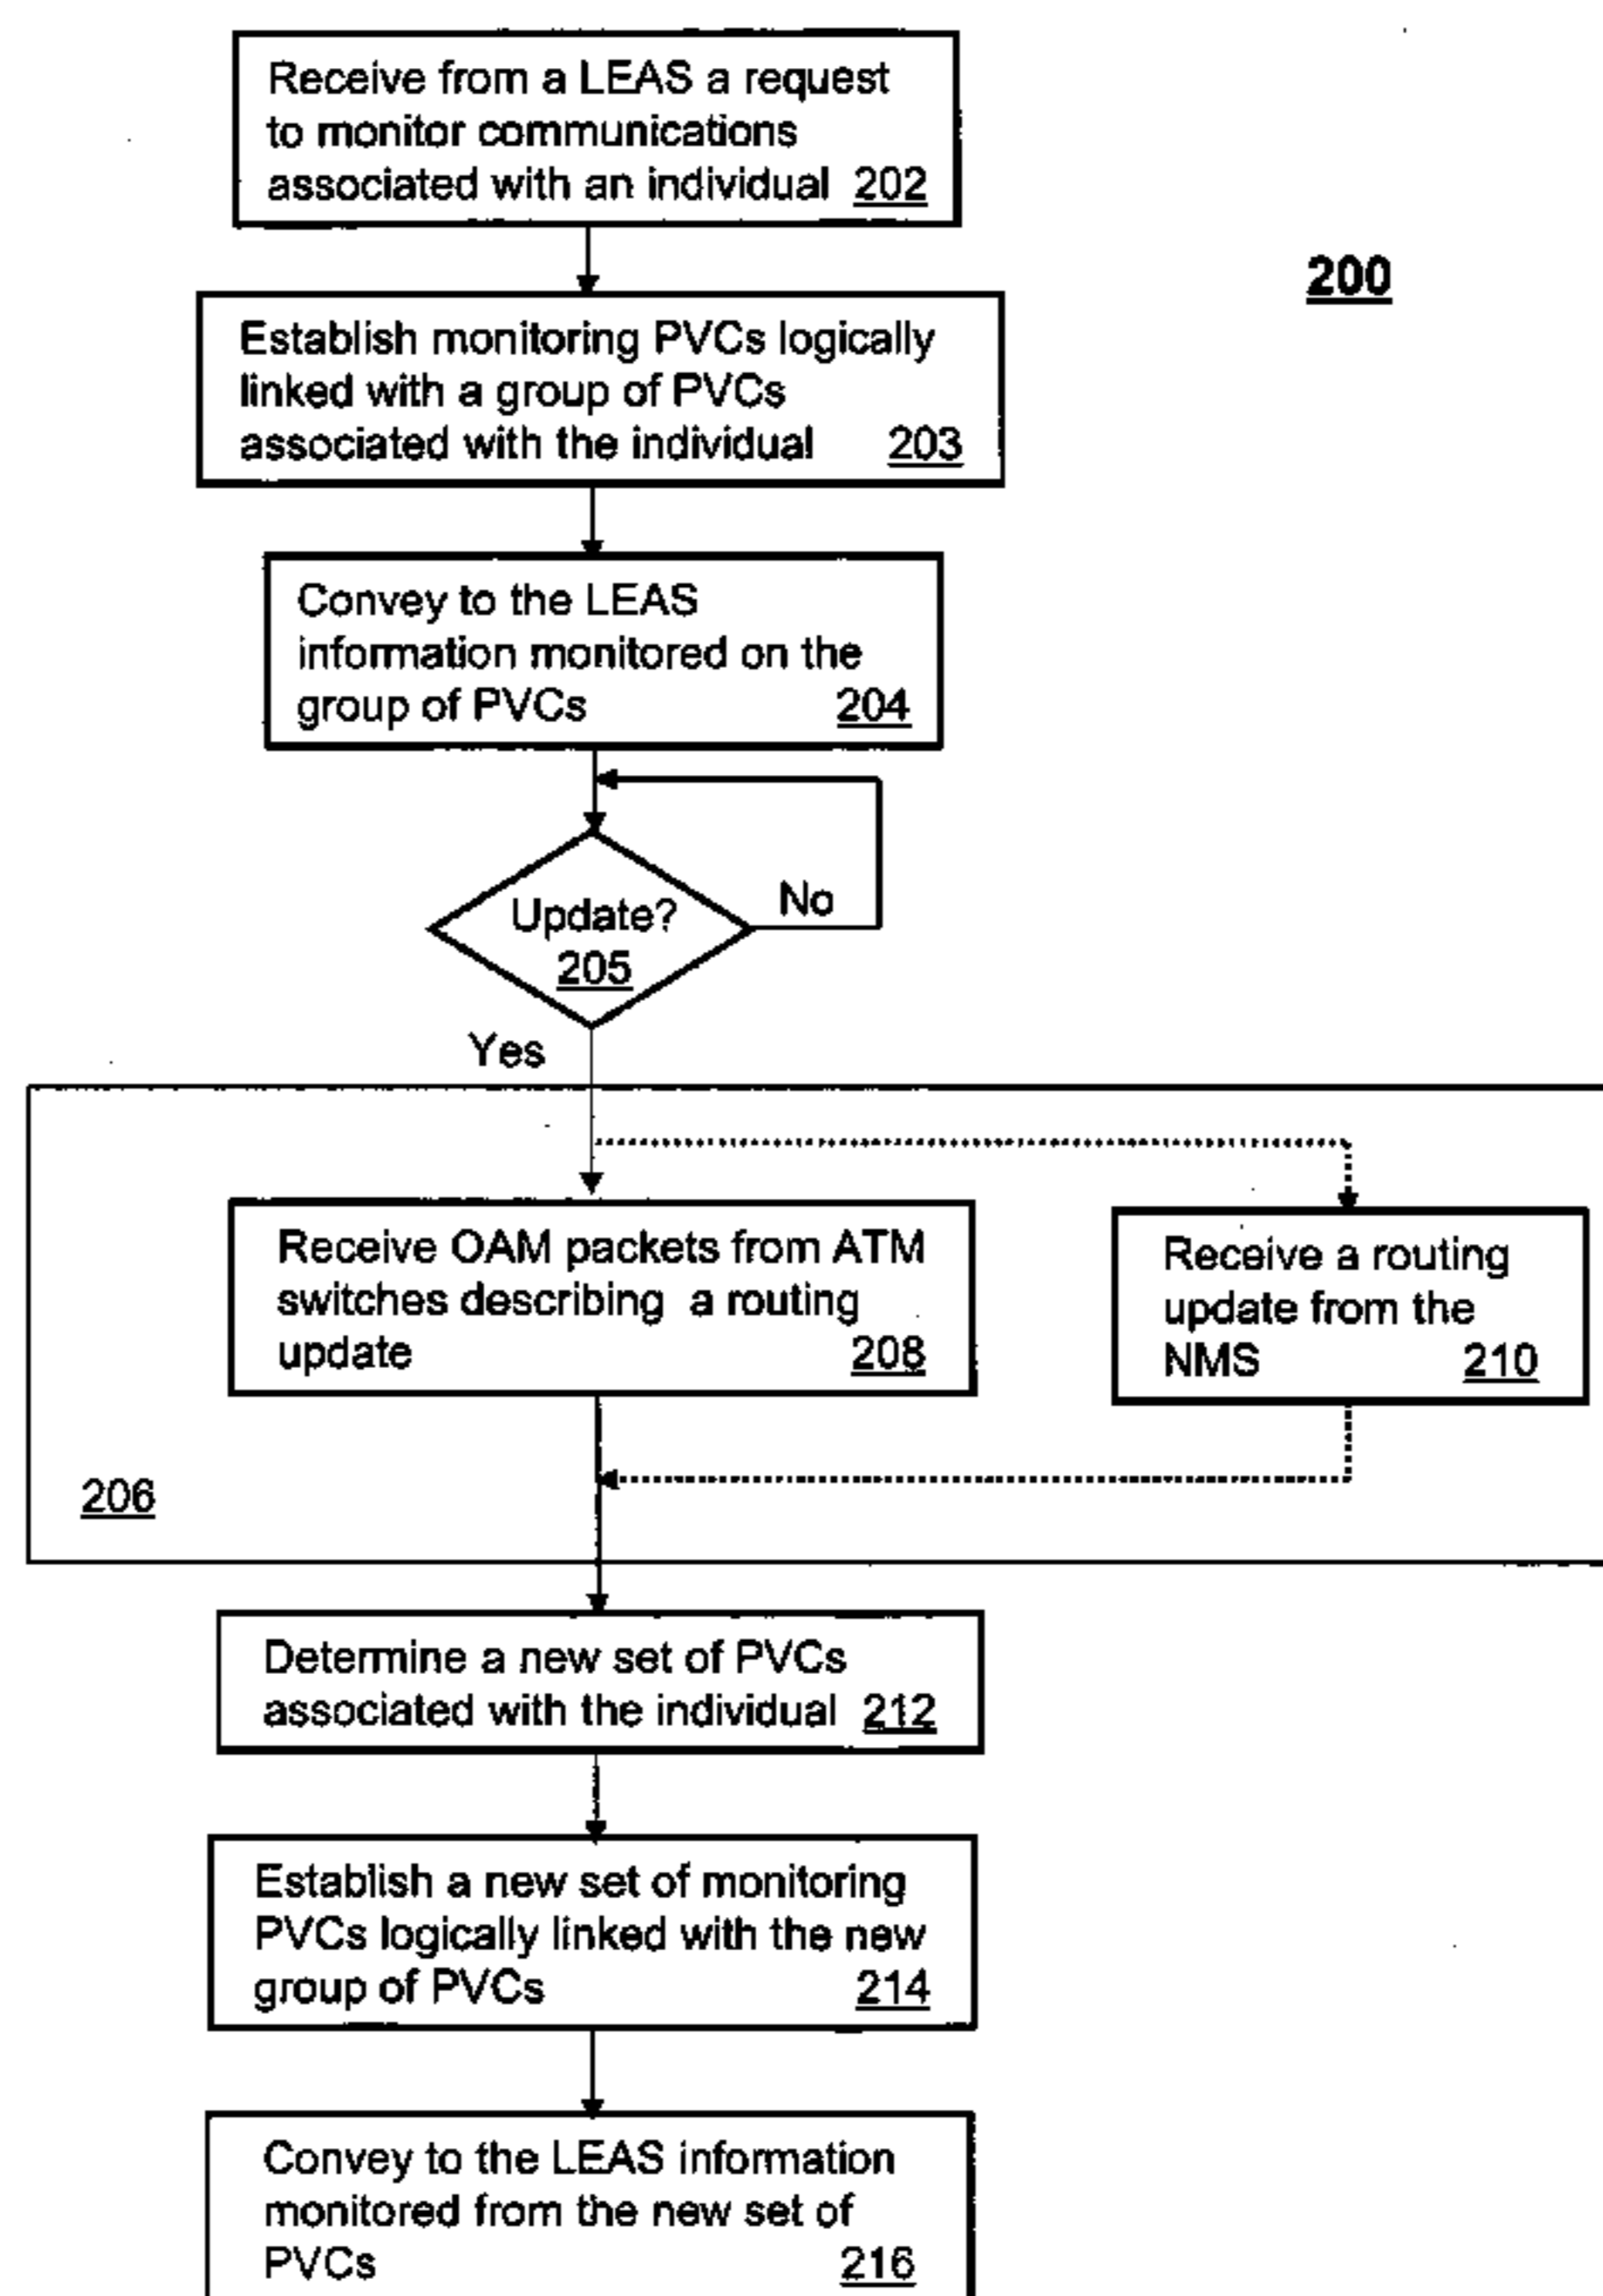 Receive from a LEAS a request
to monitor communications
associated with an individual 202
200
Establish monitoring PVCs logically
linked with a group of PVCs
associated with the individual 203
Convey to the LEAS
information monitored on the
group of PVCs 204
No
Update?
205
Yes
Receive OAM packets from ATM
switches describing a routing
update 208
Receive a routing
update from the
NMS 210
206
Determine a new set of PVCs
associated with the individual 212
Establish a new set of monitoring
PVCs logically linked with the new
group of PVCs 214
Convey to the LEAS information
monitored from the new set of
PVCs 216